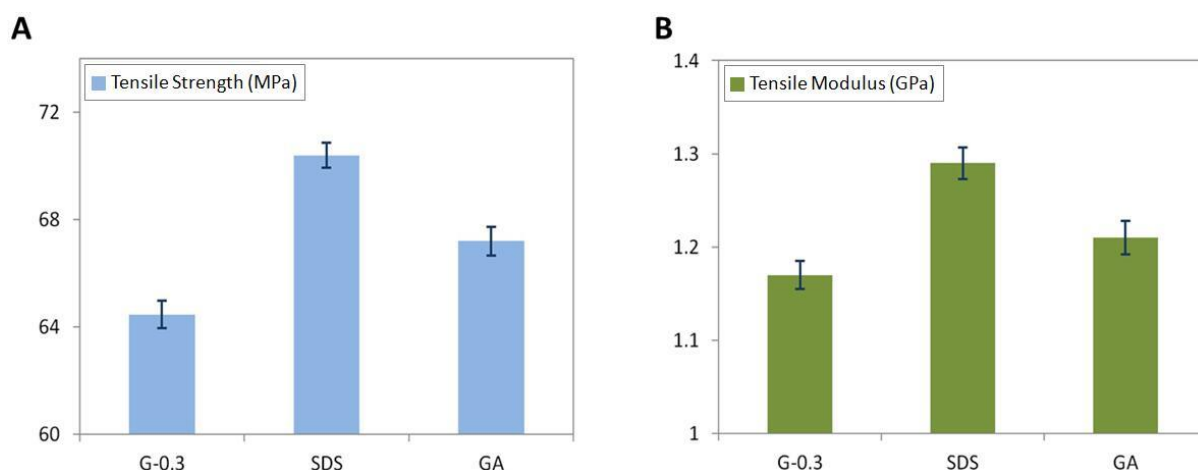 A
Tensile Strength (MPa)
72
68
64
60
G-0.3 SDS GA
B
1.4
Tensile Modulus (GPa)
1.3
1.2
1.1
1
G-0.3 SDS GA